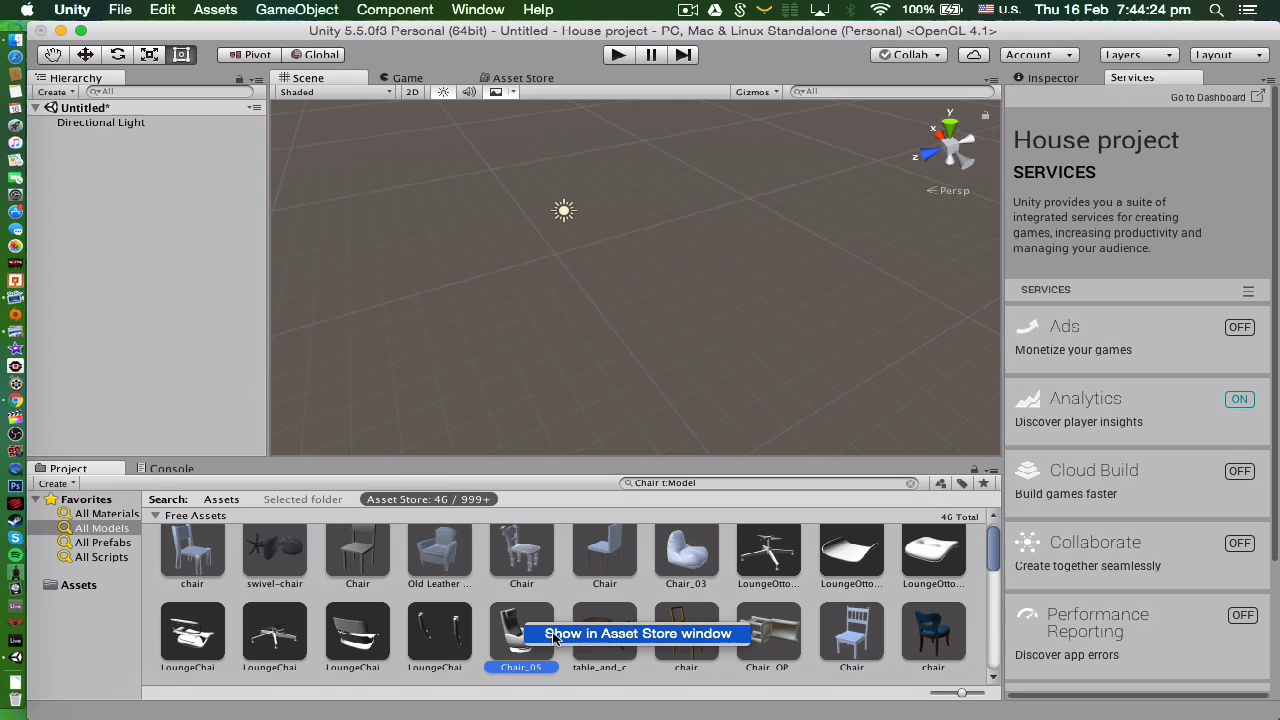 Unity File Edit Assets GameObject Component Window Help 100% U.S. Thu 16 Feb 7:44:24 pm
Unity 5.5.0f3 Personal (64bit) - Untitled - House project - PC, Mac & Linux Standalone (Personal) <OpenGL 4.1>
Pivot Global Collab Account Layers Layout
Hierarchy Scene Game Asset Store Inspector Services
Create All Shaded 2D Gizmos All
Go to Dashboard
Untitled*
Directional Light
y
x
z
Persp
House project
SERVICES
Unity provides you a suite of
integrated services for creating
games, increasing productivity and
managing your audience.
SERVICES
Ads OFF
Monetize your games
Analytics ON
Discover player insights
Cloud Build OFF
Build games faster
Collaborate OFF
Create together seamlessly
Performance
Reporting OFF
Discover app errors
Project Console
Create Chair t:Model
Favorites
All Materials
All Models
All Prefabs
All Scripts
Assets
Search: Assets Selected folder Asset Store: 46 / 999+
Free Assets 46 Total
chair swivel-chair Chair Old Leather ... Chair Chair Chair_03 LoungeOtto... LoungeOtto... LoungeOtto...
Show in Asset Store window
LoungeChai... LoungeChai... LoungeChai... LoungeChai... Chair_05 table_and_c... chair Chair_OP Chair chair